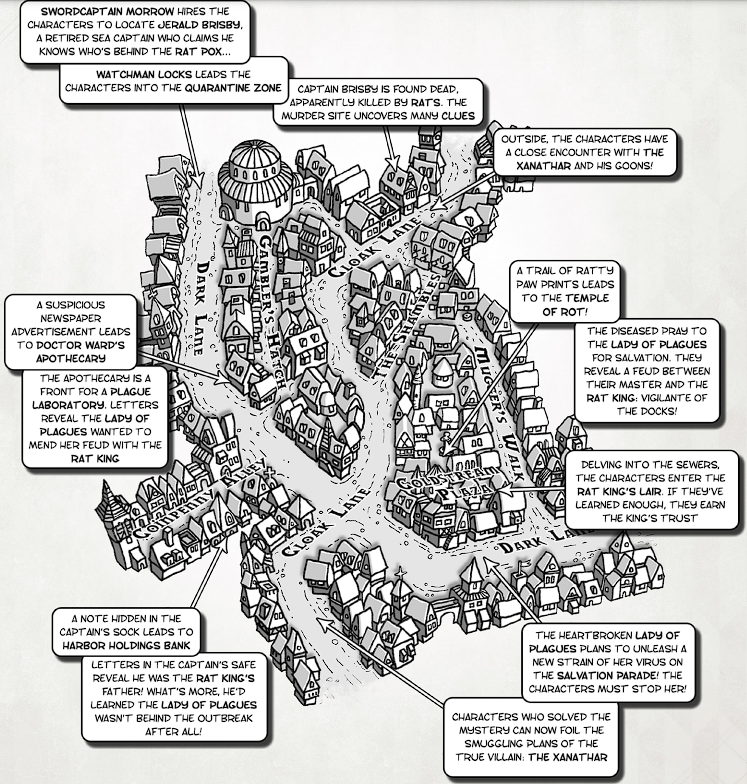 SWORDCAPTAIN MORROW HIRES THE
CHARACTERS TO LOCATE JERALD BRISBY,
A RETIRED SEA CAPTAIN WHO CLAIMS HE
KNOWS WHO'S BEHIND THE RAT POX...
WATCHMAN LOCKS LEADS THE
CHARACTERS INTO THE QUARANTINE ZONE
CAPTAIN BRISBY IS FOUND DEAD,
APPARENTLY KILLED BY RATS. THE
MURDER SITE UNCOVERS MANY CLUES
OUTSIDE, THE CHARACTERS HAVE
A CLOSE ENCOUNTER WITH THE
XANATHAR AND HIS GOONS!
CLOAK LANE
GAMBLER'S HATCH
DARK LANE
THE SHAMBLES
A TRAIL OF RATTY
PAW PRINTS LEADS
TO THE TEMPLE
OF ROT!
A SUSPICIOUS
NEWSPAPER
ADVERTISEMENT LEADS
TO DOCTOR WARD'S
APOTHECARY
THE DISEASED PRAY TO
THE LADY OF PLAGUES
FOR SALVATION. THEY
REVEAL A FEUD BETWEEN
THEIR MASTER AND THE
RAT KING: VIGILANTE OF
THE DOCKS!
MUGGER'S WALK
THE APOTHECARY IS A
FRONT FOR A PLAGUE
LABORATORY. LETTERS
REVEAL THE LADY OF
PLAGUES WANTED TO
MEND HER FEUD WITH THE
RAT KING
DELVING INTO THE SEWERS,
THE CHARACTERS ENTER THE
RAT KING'S LAIR. IF THEY'VE
LEARNED ENOUGH, THEY EARN
THE KING'S TRUST
COLDSTREAM
PLAZA
ALLEY
CLOAK LANE
DARK LANE
A NOTE HIDDEN IN THE
CAPTAIN'S SOCK LEADS TO
HARBOR HOLDINGS BANK
LETTERS IN THE CAPTAIN'S SAFE
REVEAL HE WAS THE RAT KING'S
FATHER! WHAT'S MORE, HE'D
LEARNED THE LADY OF PLAGUES
WASN'T BEHIND THE OUTBREAK
AFTER ALL!
THE HEARTBROKEN LADY OF
PLAGUES PLANS TO UNLEASH A
NEW STRAIN OF HER VIRUS ON
THE SALVATION PARADE! THE
CHARACTERS MUST STOP HER!
CHARACTERS WHO SOLVED THE
MYSTERY CAN NOW FOIL THE
SMUGGLING PLANS OF THE
TRUE VILLAIN: THE XANATHAR